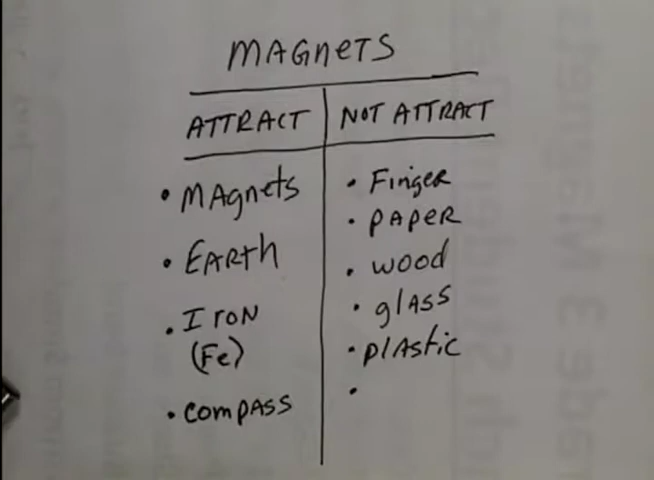 MAGNETS
ATTRACT
NOT ATTRACT
• MAgnets
• EARTH
• IRON
(Fe)
• compass
• Finger
• PAPER
• wood
• glASS
• plAstic
•